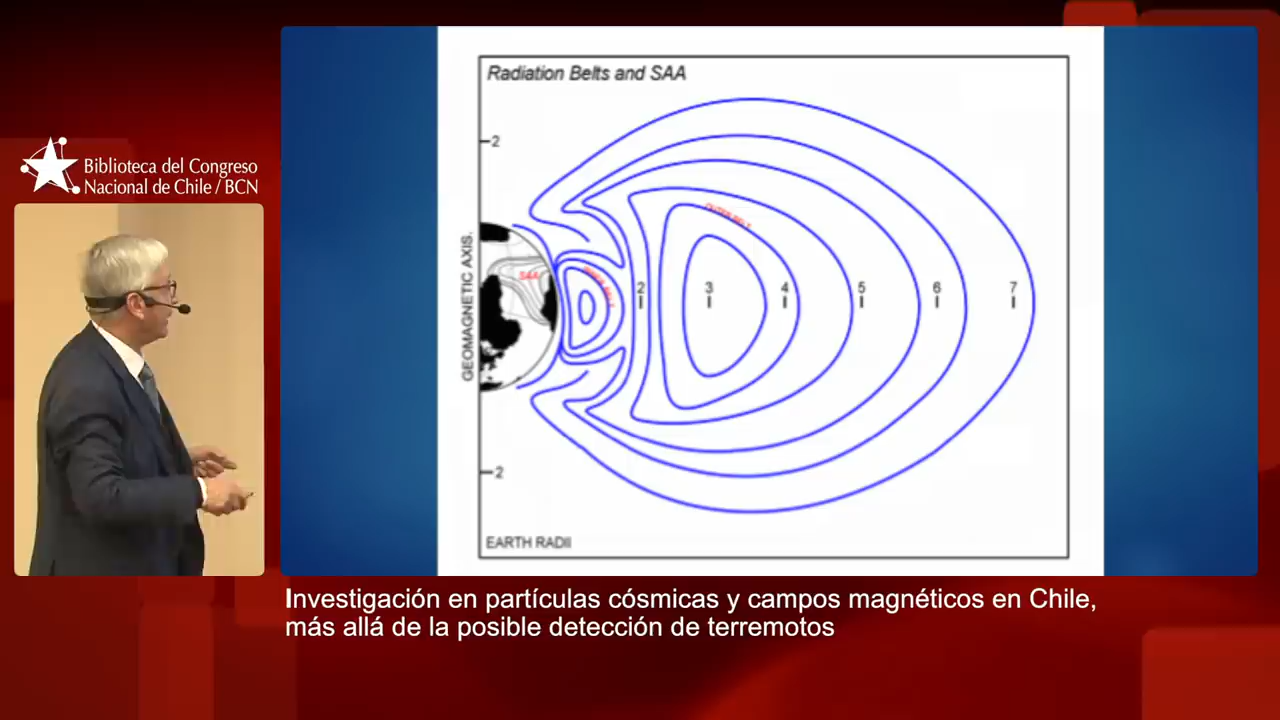 Biblioteca del Congreso
Nacional de Chile / BCN
Radiation Belts and SAA
2
GEOMAGNETIC AXIS.
SAA
2
3
4
5
6
7
2
EARTH RADII
Investigación en partículas cósmicas y campos magnéticos en Chile,
más allá de la posible detección de terremotos